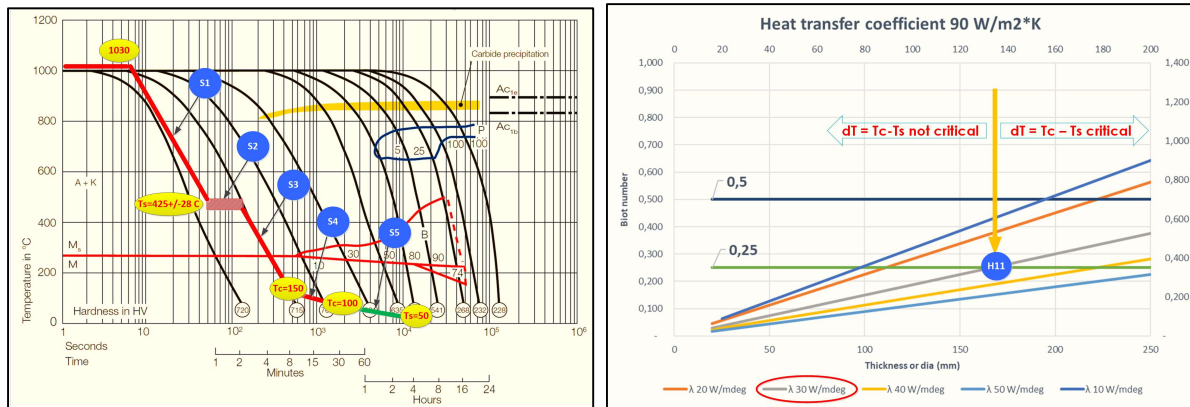 1200
1000
800
600
400
200
0
Temperature in °C
1030
S1
S2
S3
S4
S5
Carbide precipitation
Ac1e
Ac1b
P
5
25
100
100
A + K
Ts=425+/-28 C
Ms
M
B
10
30
50
80
90
74
Tc=150
Tc=100
Ts=50
Hardness in HV
720
715
641
268
232
228
1
10
10²
10³
10⁴
10⁵
10⁶
Seconds
Time
1 2 4 8 15 30 60
Minutes
1 2 4 8 16 24
Hours
Heat transfer coefficient 90 W/m2*K
0 20 40 60 80 100 120 140 160 180 200
1,000
0,900
0,800
0,700
0,600
0,500
0,400
0,300
0,200
0,100
-
Biot number
1,400
1,200
1,000
0,800
0,600
0,400
0,200
-
dT = Tc-Ts not critical
dT = Tc – Ts critical
0,5
0,25
H11
0 50 100 150 200 250
Thickness or dia (mm)
λ 20 W/mdeg
λ 30 W/mdeg
λ 40 W/mdeg
λ 50 W/mdeg
λ 10 W/mdeg